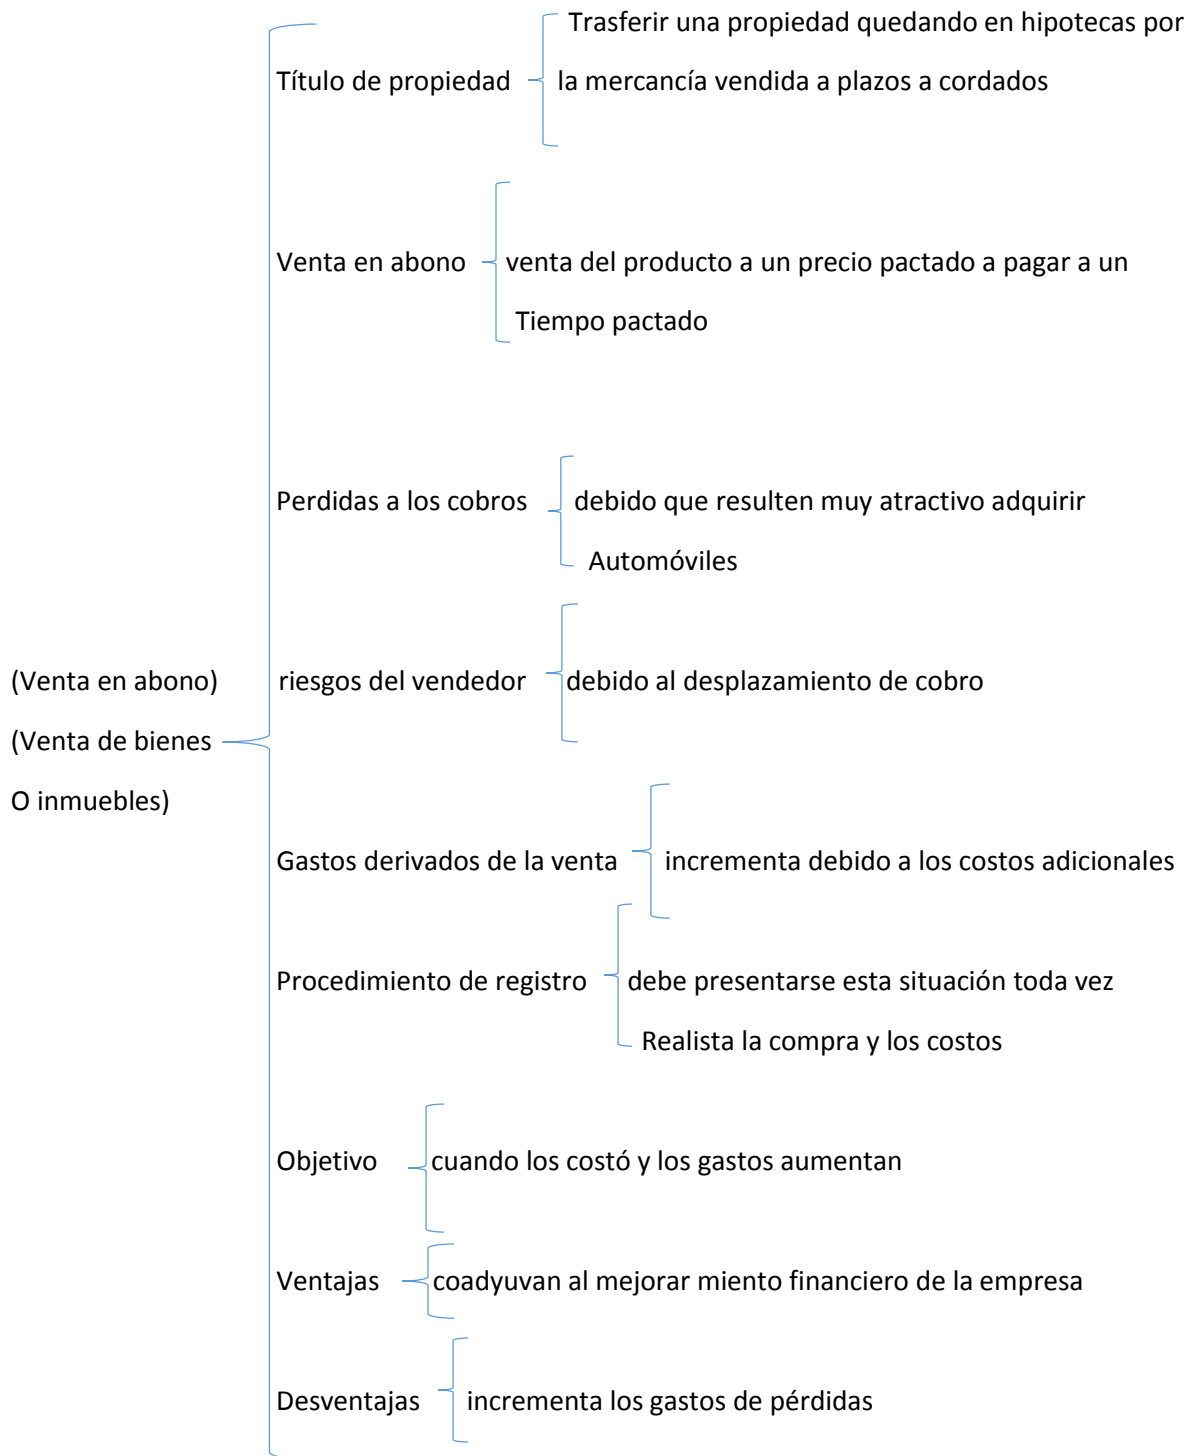 Trasferir una propiedad quedando en hipotecas por
Título de propiedad la mercancía vendida a plazos a cordados
Venta en abono venta del producto a un precio pactado a pagar a un
Tiempo pactado
Perdidas a los cobros debido que resulten muy atractivo adquirir
Automóviles
(Venta en abono) riesgos del vendedor debido al desplazamiento de cobro
(Venta de bienes
O inmuebles)
Gastos derivados de la venta incrementa debido a los costos adicionales
Procedimiento de registro debe presentarse esta situación toda vez
Realista la compra y los costos
Objetivo cuando los costó y los gastos aumentan
Ventajas coadyuvan al mejorar miento financiero de la empresa
Desventajas incrementa los gastos de pérdidas